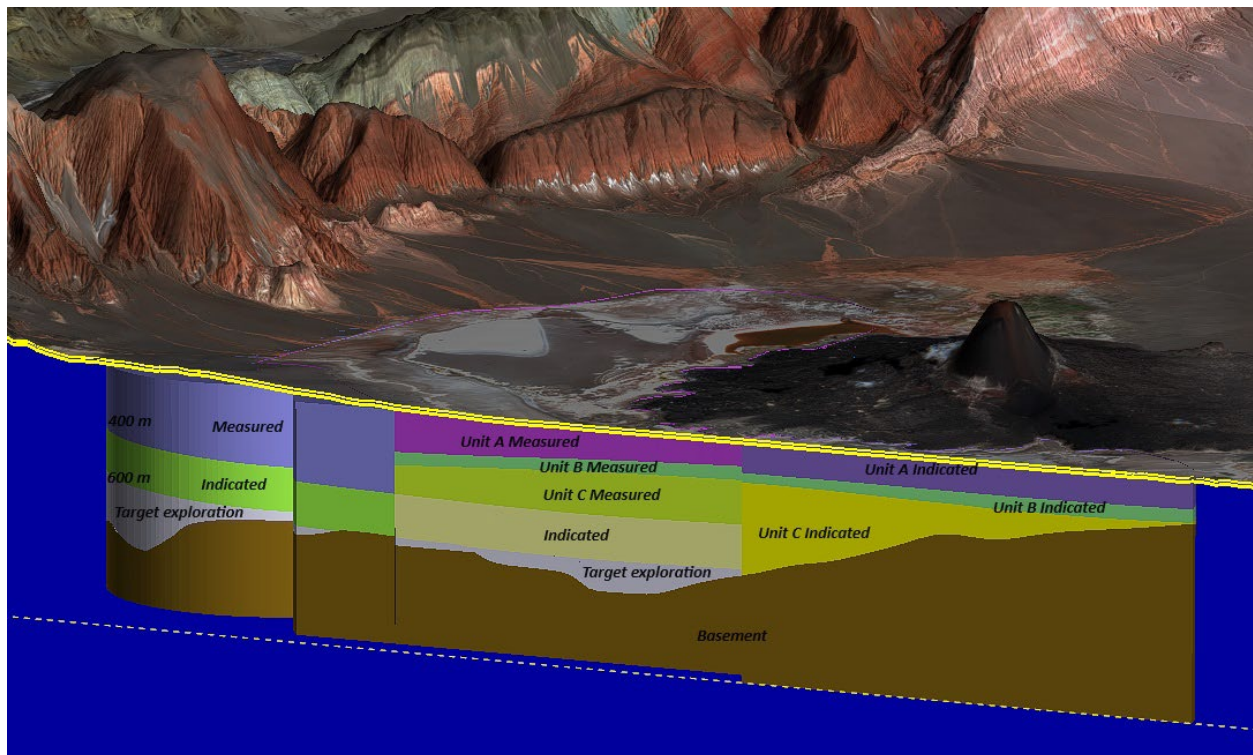 400 m
Measured
Unit A Measured
Unit B Measured
Unit A Indicated
600 m
Indicated
Unit C Measured
Unit B Indicated
Target exploration
Indicated
Unit C Indicated
Target exploration
Basement